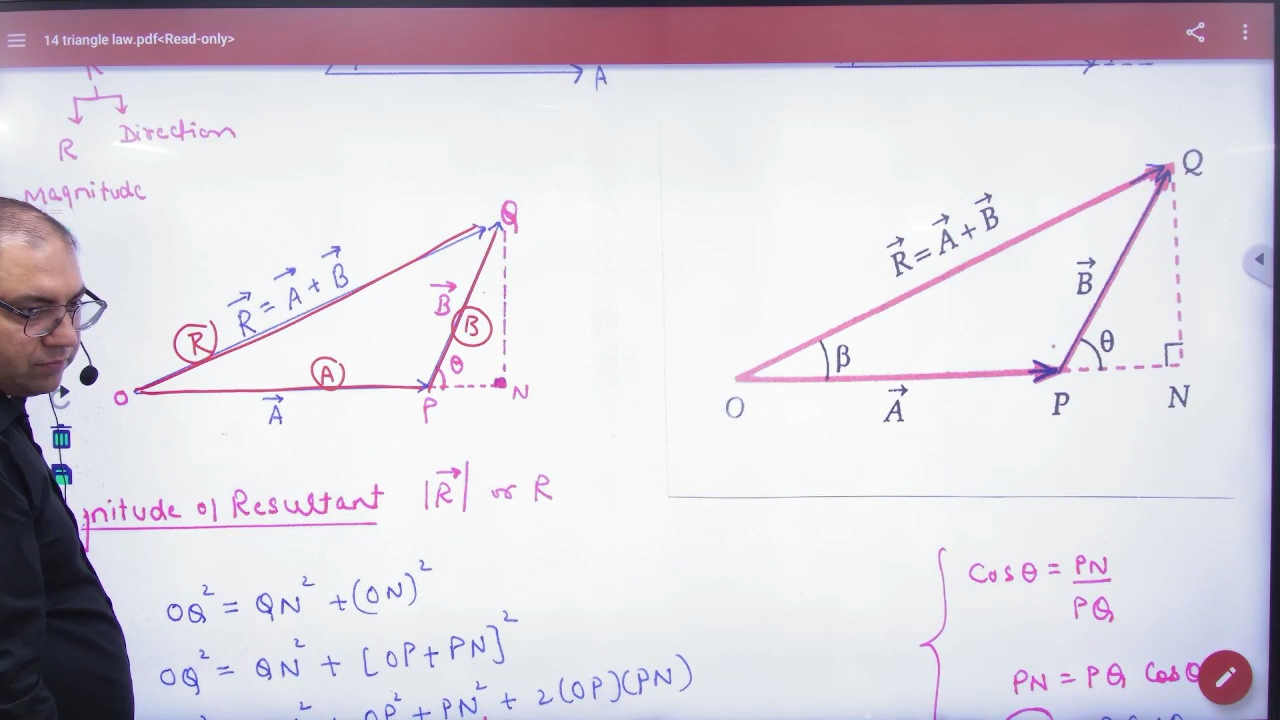 14 triangle law.pdf<Read-only>
A
R Direction
Magnitude
Q
R⃗ = A⃗ + B⃗
B⃗
R
B
A
θ
O
A⃗
P
N
Q
R⃗ = A⃗ + B⃗
B⃗
β
θ
O
A⃗
P
N
gnitude of Resultant |R⃗| or R
OQ² = QN² + (ON)²
OQ² = QN² + [OP + PN]²
OP² + PN² + 2(OP)(PN)
Cos θ = PN/PQ
PN = PQ Cos θ